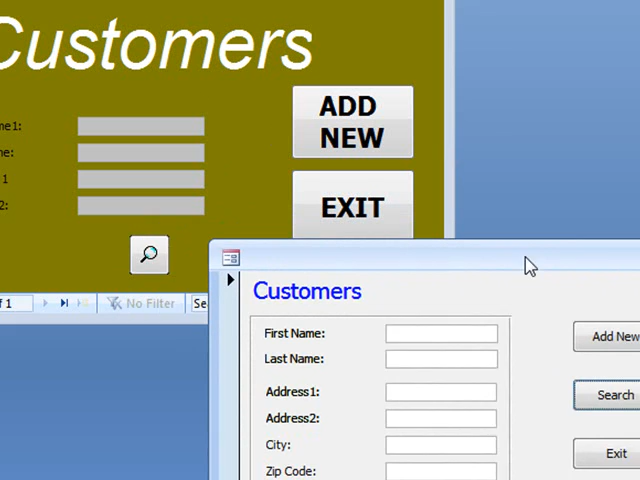 Customers
ADD
NEW
me1:
me:
1
2:
EXIT
f 1
No Filter
Se
Customers
First Name:
Last Name:
Address1:
Address2:
City:
Zip Code:
Add New
Search
Exit